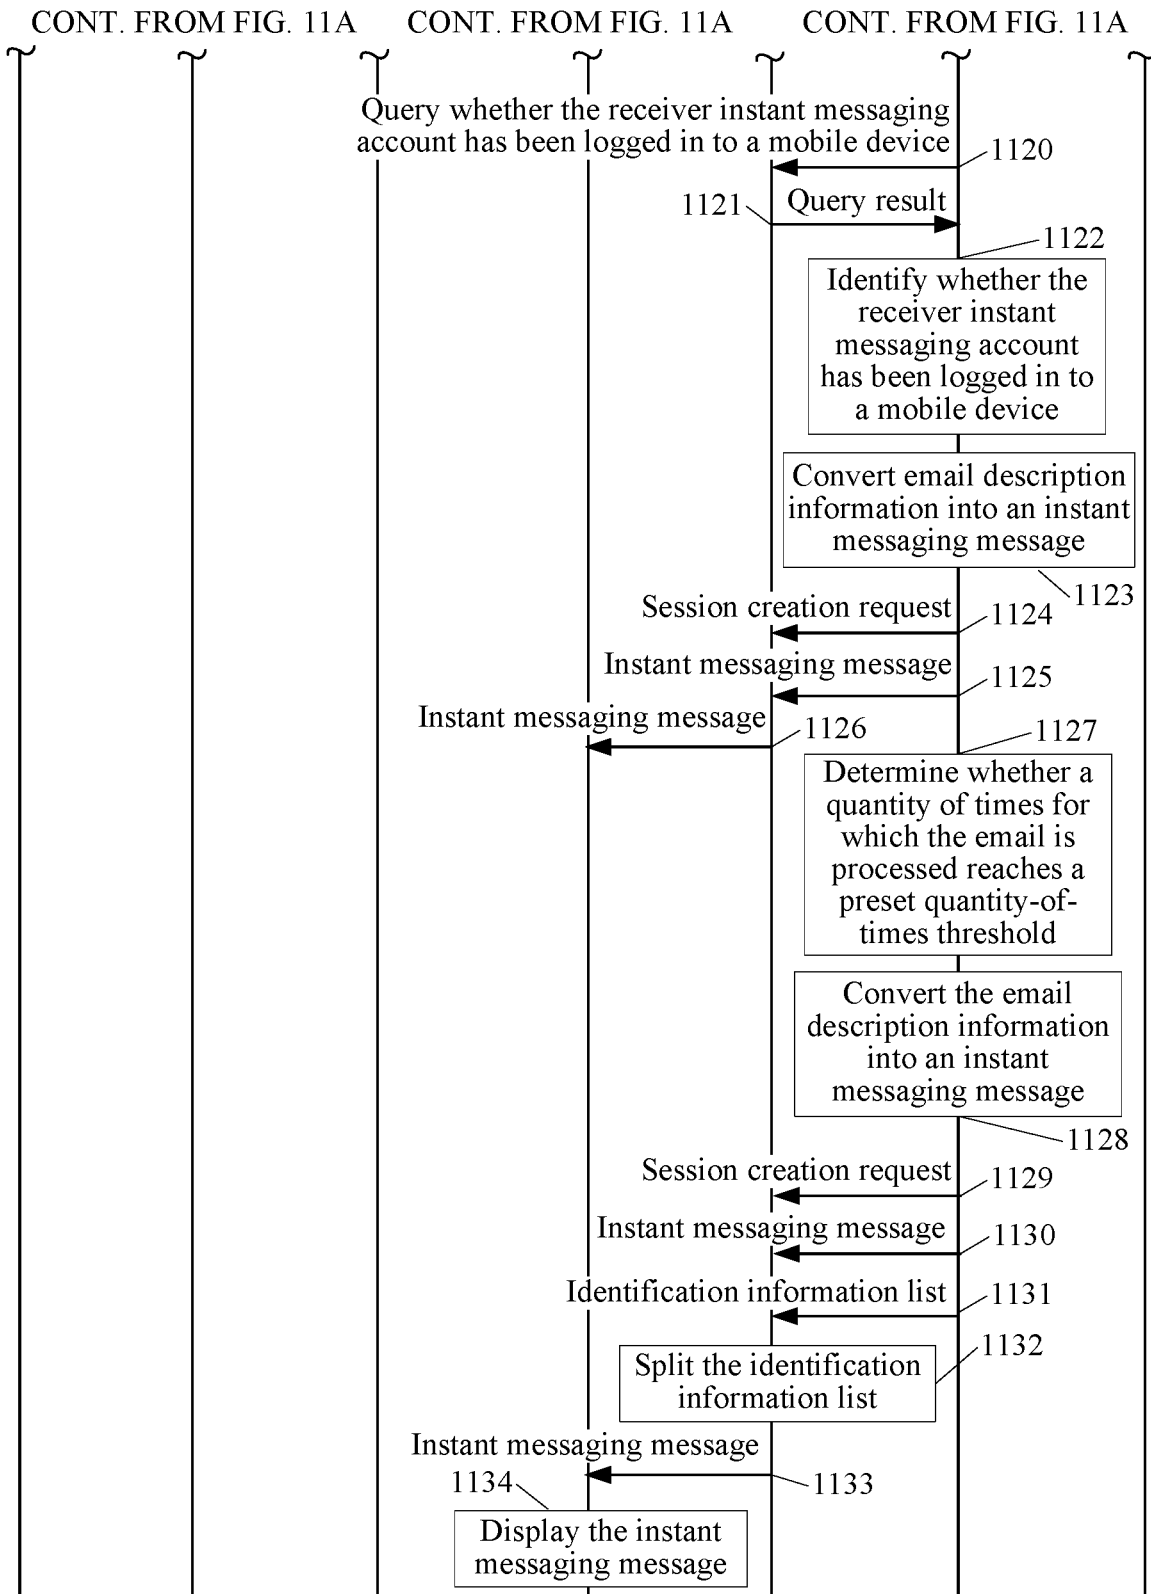 CONT. FROM FIG. 11A
CONT. FROM FIG. 11A
CONT. FROM FIG. 11A
Query whether the receiver instant messaging
account has been logged in to a mobile device
1120
1121
Query result
1122
Identify whether the
receiver instant
messaging account
has been logged in to
a mobile device
Convert email description
information into an instant
messaging message
1123
Session creation request
1124
Instant messaging message
1125
Instant messaging message
1126
1127
Determine whether a
quantity of times for
which the email is
processed reaches a
preset quantity-of-
times threshold
Convert the email
description information
into an instant
messaging message
1128
Session creation request
1129
Instant messaging message
1130
Identification information list
1131
1132
Split the identification
information list
Instant messaging message
1133
1134
Display the instant
messaging message